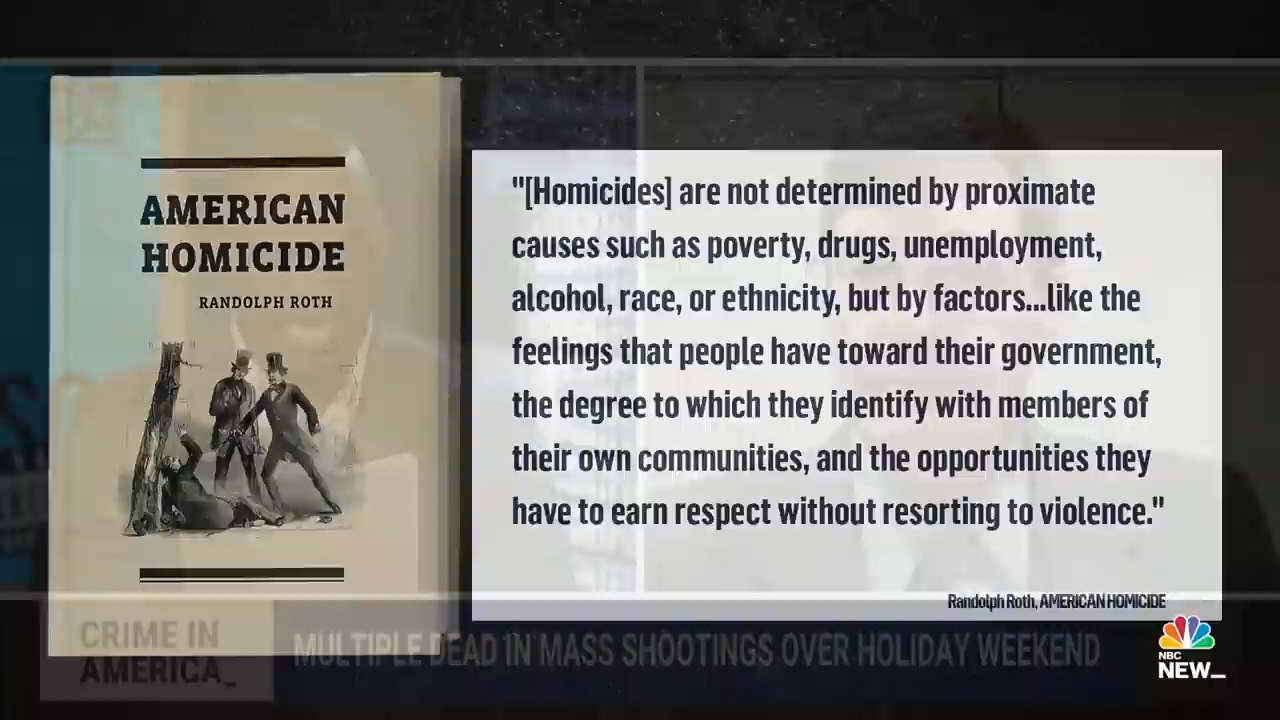 AMERICAN
HOMICIDE
RANDOLPH ROTH
"[Homicides] are not determined by proximate
causes such as poverty, drugs, unemployment,
alcohol, race, or ethnicity, but by factors...like the
feelings that people have toward their government,
the degree to which they identify with members of
their own communities, and the opportunities they
have to earn respect without resorting to violence."
Randolph Roth, AMERICAN HOMICIDE
CRIME IN
AMERICA_
MULTIPLE DEAD IN MASS SHOOTINGS OVER HOLIDAY WEEKEND
NBC
NEW_